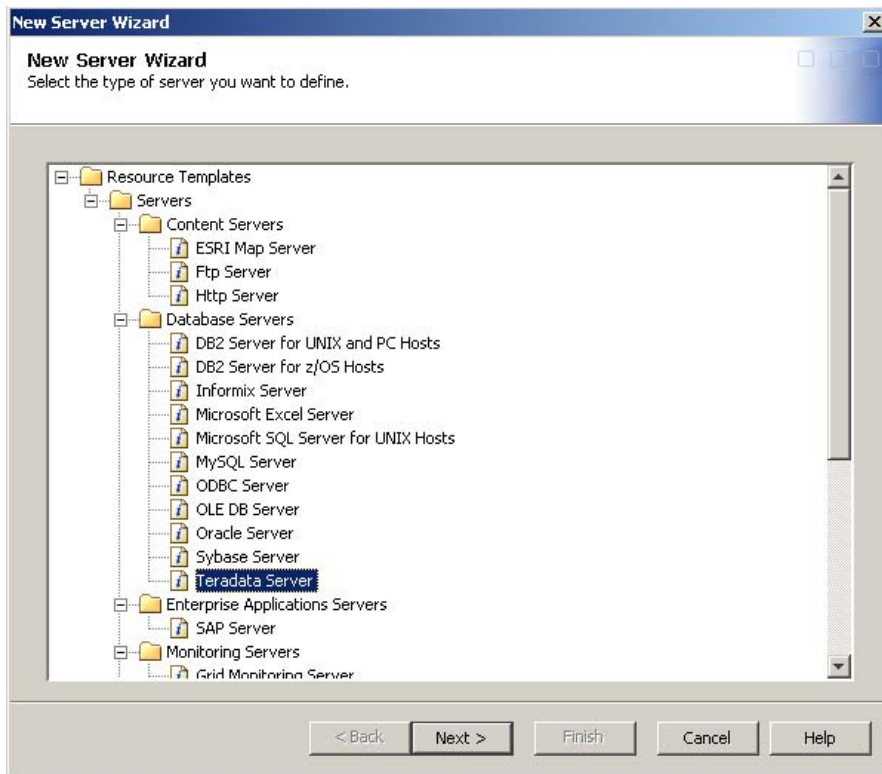 New Server Wizard
New Server Wizard
Select the type of server you want to define.
Resource Templates
Servers
Content Servers
ESRI Map Server
Ftp Server
Http Server
Database Servers
DB2 Server for UNIX and PC Hosts
DB2 Server for z/OS Hosts
Informix Server
Microsoft Excel Server
Microsoft SQL Server for UNIX Hosts
MySQL Server
ODBC Server
OLE DB Server
Oracle Server
Sybase Server
Teradata Server
Enterprise Applications Servers
SAP Server
Monitoring Servers
Grid Monitoring Server
< Back Next > Finish Cancel Help